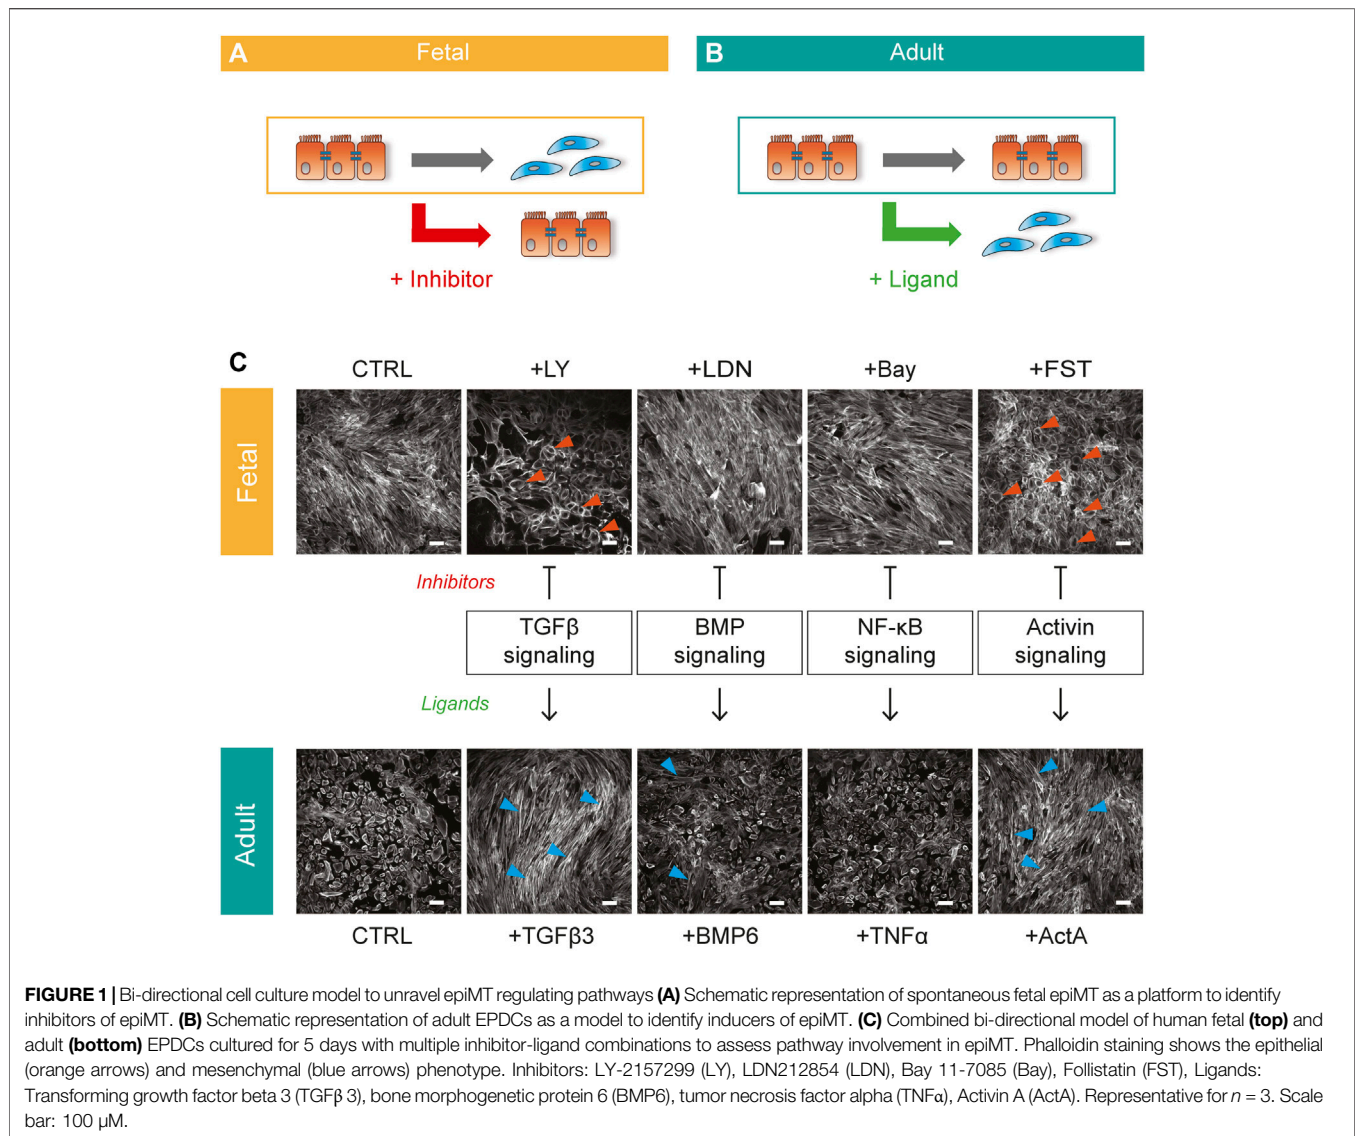 A Fetal
B Adult
+ Inhibitor
+ Ligand
C
CTRL +LY +LDN +Bay +FST
Fetal
Inhibitors
TGFβ signaling
BMP signaling
NF-κB signaling
Activin signaling
Ligands
Adult
CTRL +TGFβ3 +BMP6 +TNFα +ActA
FIGURE 1 | Bi-directional cell culture model to unravel epiMT regulating pathways (A) Schematic representation of spontaneous fetal epiMT as a platform to identify
inhibitors of epiMT. (B) Schematic representation of adult EPDCs as a model to identify inducers of epiMT. (C) Combined bi-directional model of human fetal (top) and
adult (bottom) EPDCs cultured for 5 days with multiple inhibitor-ligand combinations to assess pathway involvement in epiMT. Phalloidin staining shows the epithelial
(orange arrows) and mesenchymal (blue arrows) phenotype. Inhibitors: LY-2157299 (LY), LDN212854 (LDN), Bay 11-7085 (Bay), Follistatin (FST), Ligands:
Transforming growth factor beta 3 (TGFβ 3), bone morphogenetic protein 6 (BMP6), tumor necrosis factor alpha (TNFα), Activin A (ActA). Representative for n = 3. Scale
bar: 100 µM.